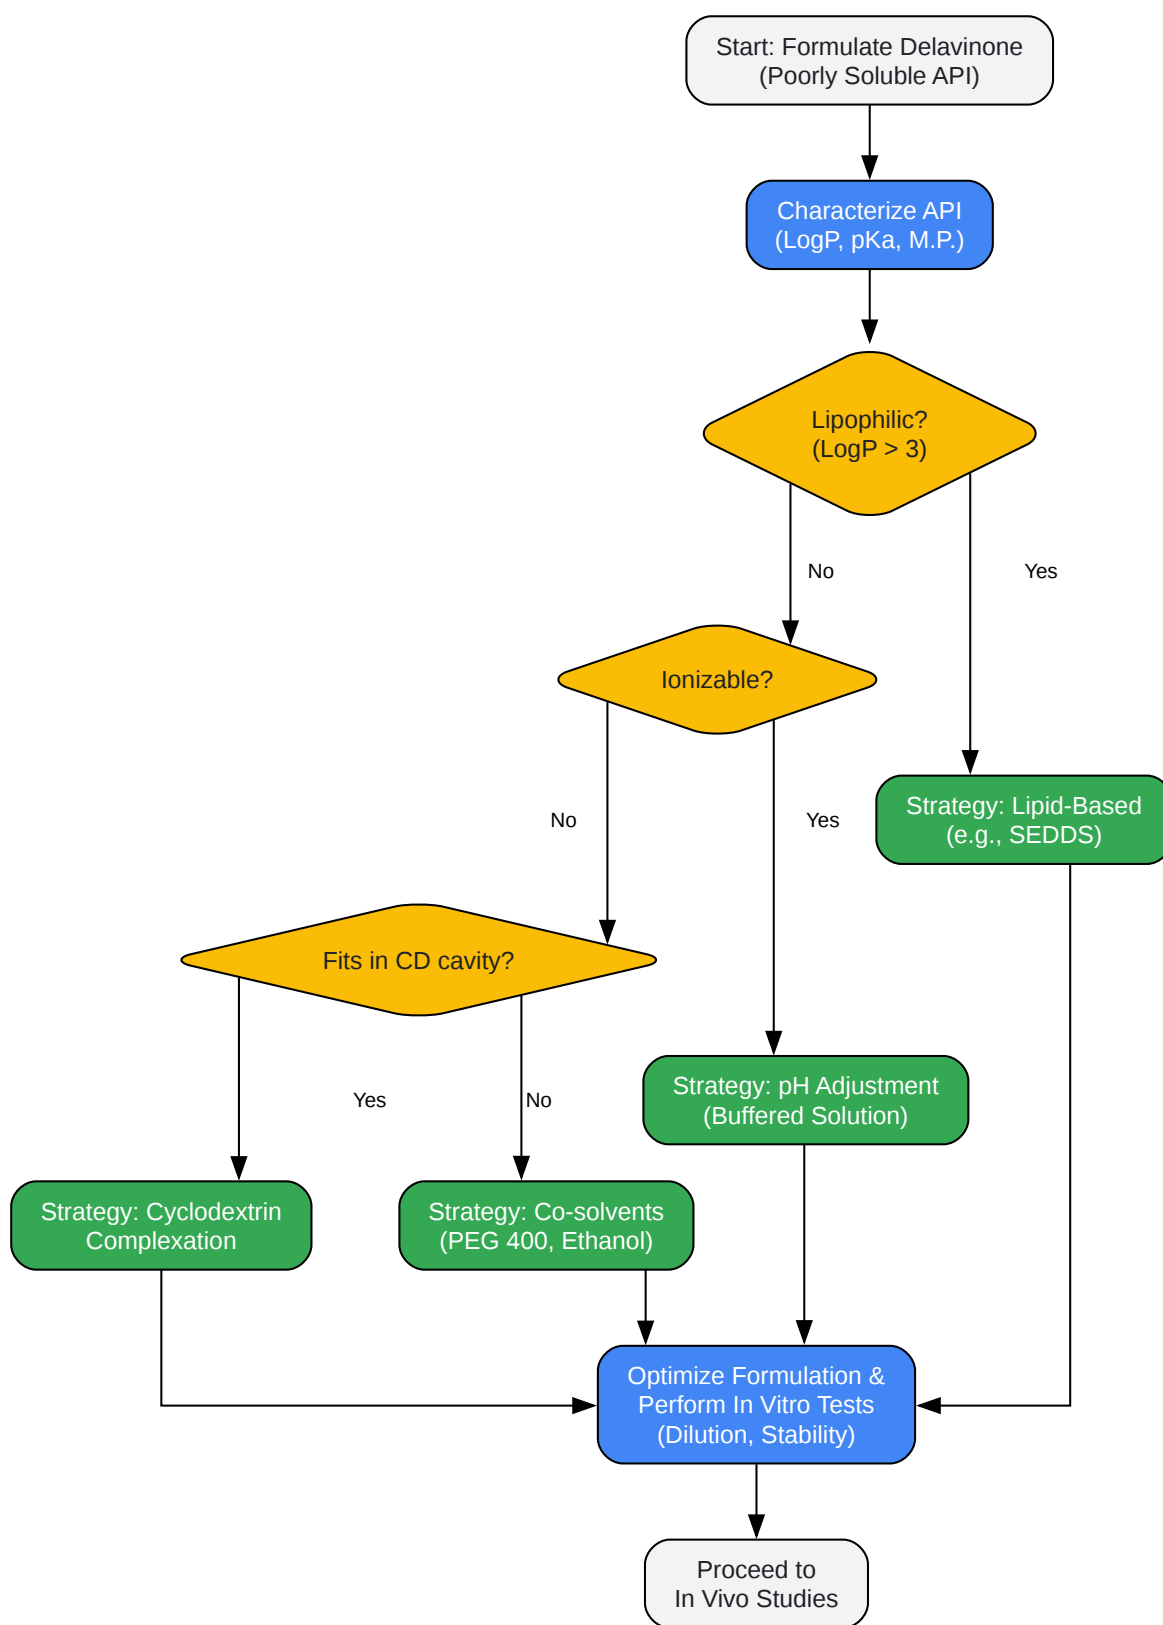 Start: Formulate Delavinone
(Poorly Soluble API)
Characterize API
(LogP, pKa, M.P.)
Lipophilic?
(LogP > 3)
No
Yes
Ionizable?
No
Yes
Strategy: Lipid-Based
(e.g., SEDDS)
Fits in CD cavity?
Yes
No
Strategy: pH Adjustment
(Buffered Solution)
Strategy: Cyclodextrin
Complexation
Strategy: Co-solvents
(PEG 400, Ethanol)
Optimize Formulation &
Perform In Vitro Tests
(Dilution, Stability)
Proceed to
In Vivo Studies